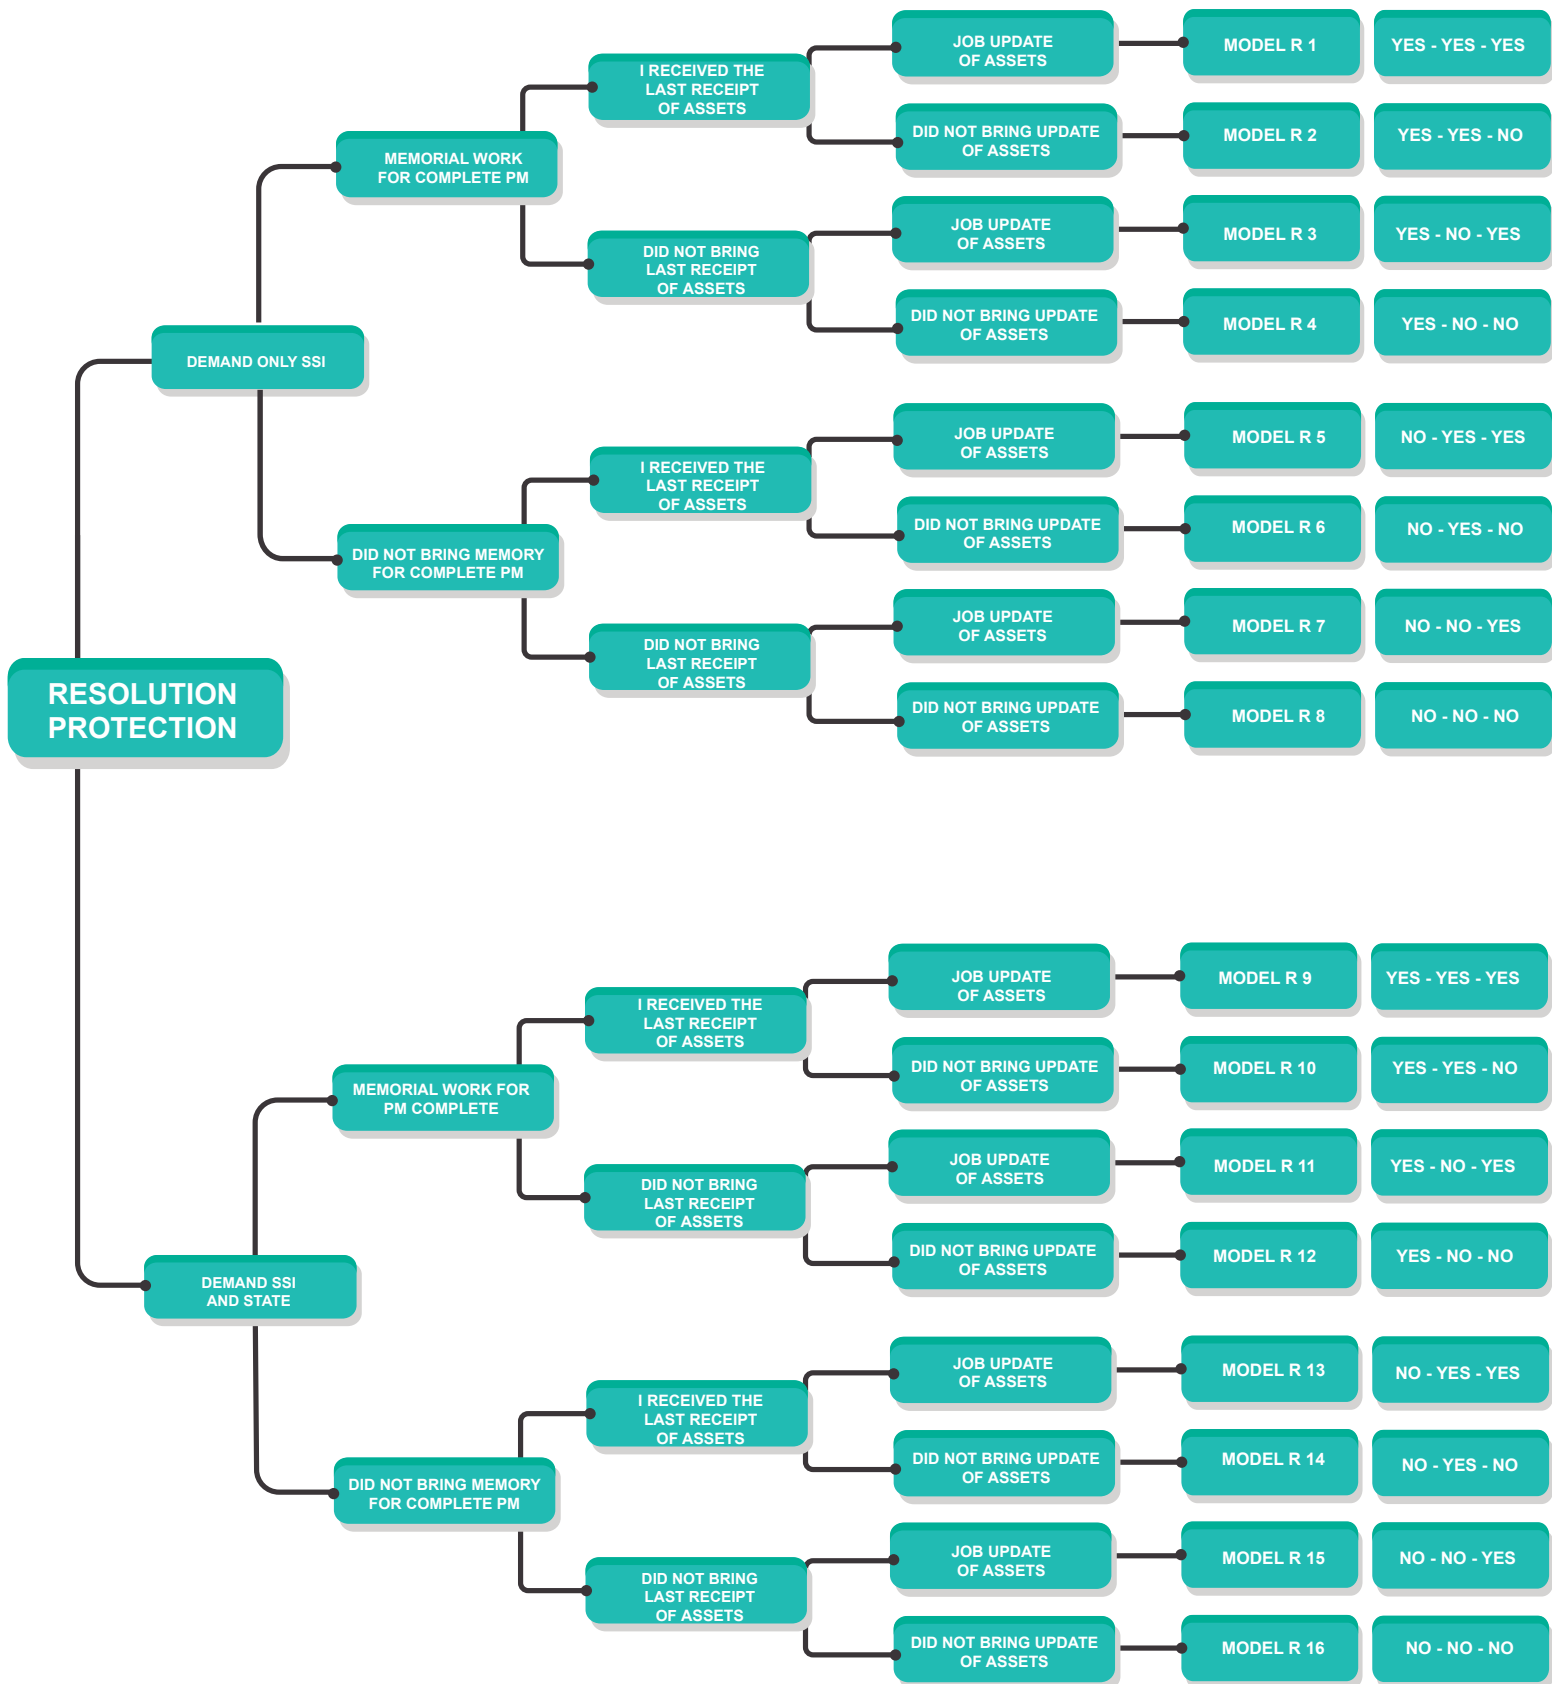 RESOLUTION
PROTECTION
DEMAND ONLY SSI
MEMORIAL WORK
FOR COMPLETE PM
I RECEIVED THE
LAST RECEIPT
OF ASSETS
JOB UPDATE
OF ASSETS
MODEL R 1
YES - YES - YES
DID NOT BRING UPDATE
OF ASSETS
MODEL R 2
YES - YES - NO
DID NOT BRING
LAST RECEIPT
OF ASSETS
JOB UPDATE
OF ASSETS
MODEL R 3
YES - NO - YES
DID NOT BRING UPDATE
OF ASSETS
MODEL R 4
YES - NO - NO
DID NOT BRING MEMORY
FOR COMPLETE PM
I RECEIVED THE
LAST RECEIPT
OF ASSETS
JOB UPDATE
OF ASSETS
MODEL R 5
NO - YES - YES
DID NOT BRING UPDATE
OF ASSETS
MODEL R 6
NO - YES - NO
DID NOT BRING
LAST RECEIPT
OF ASSETS
JOB UPDATE
OF ASSETS
MODEL R 7
NO - NO - YES
DID NOT BRING UPDATE
OF ASSETS
MODEL R 8
NO - NO - NO
DEMAND SSI
AND STATE
MEMORIAL WORK FOR
PM COMPLETE
I RECEIVED THE
LAST RECEIPT
OF ASSETS
JOB UPDATE
OF ASSETS
MODEL R 9
YES - YES - YES
DID NOT BRING UPDATE
OF ASSETS
MODEL R 10
YES - YES - NO
DID NOT BRING
LAST RECEIPT
OF ASSETS
JOB UPDATE
OF ASSETS
MODEL R 11
YES - NO - YES
DID NOT BRING UPDATE
OF ASSETS
MODEL R 12
YES - NO - NO
DID NOT BRING MEMORY
FOR COMPLETE PM
I RECEIVED THE
LAST RECEIPT
OF ASSETS
JOB UPDATE
OF ASSETS
MODEL R 13
NO - YES - YES
DID NOT BRING UPDATE
OF ASSETS
MODEL R 14
NO - YES - NO
DID NOT BRING
LAST RECEIPT
OF ASSETS
JOB UPDATE
OF ASSETS
MODEL R 15
NO - NO - YES
DID NOT BRING UPDATE
OF ASSETS
MODEL R 16
NO - NO - NO